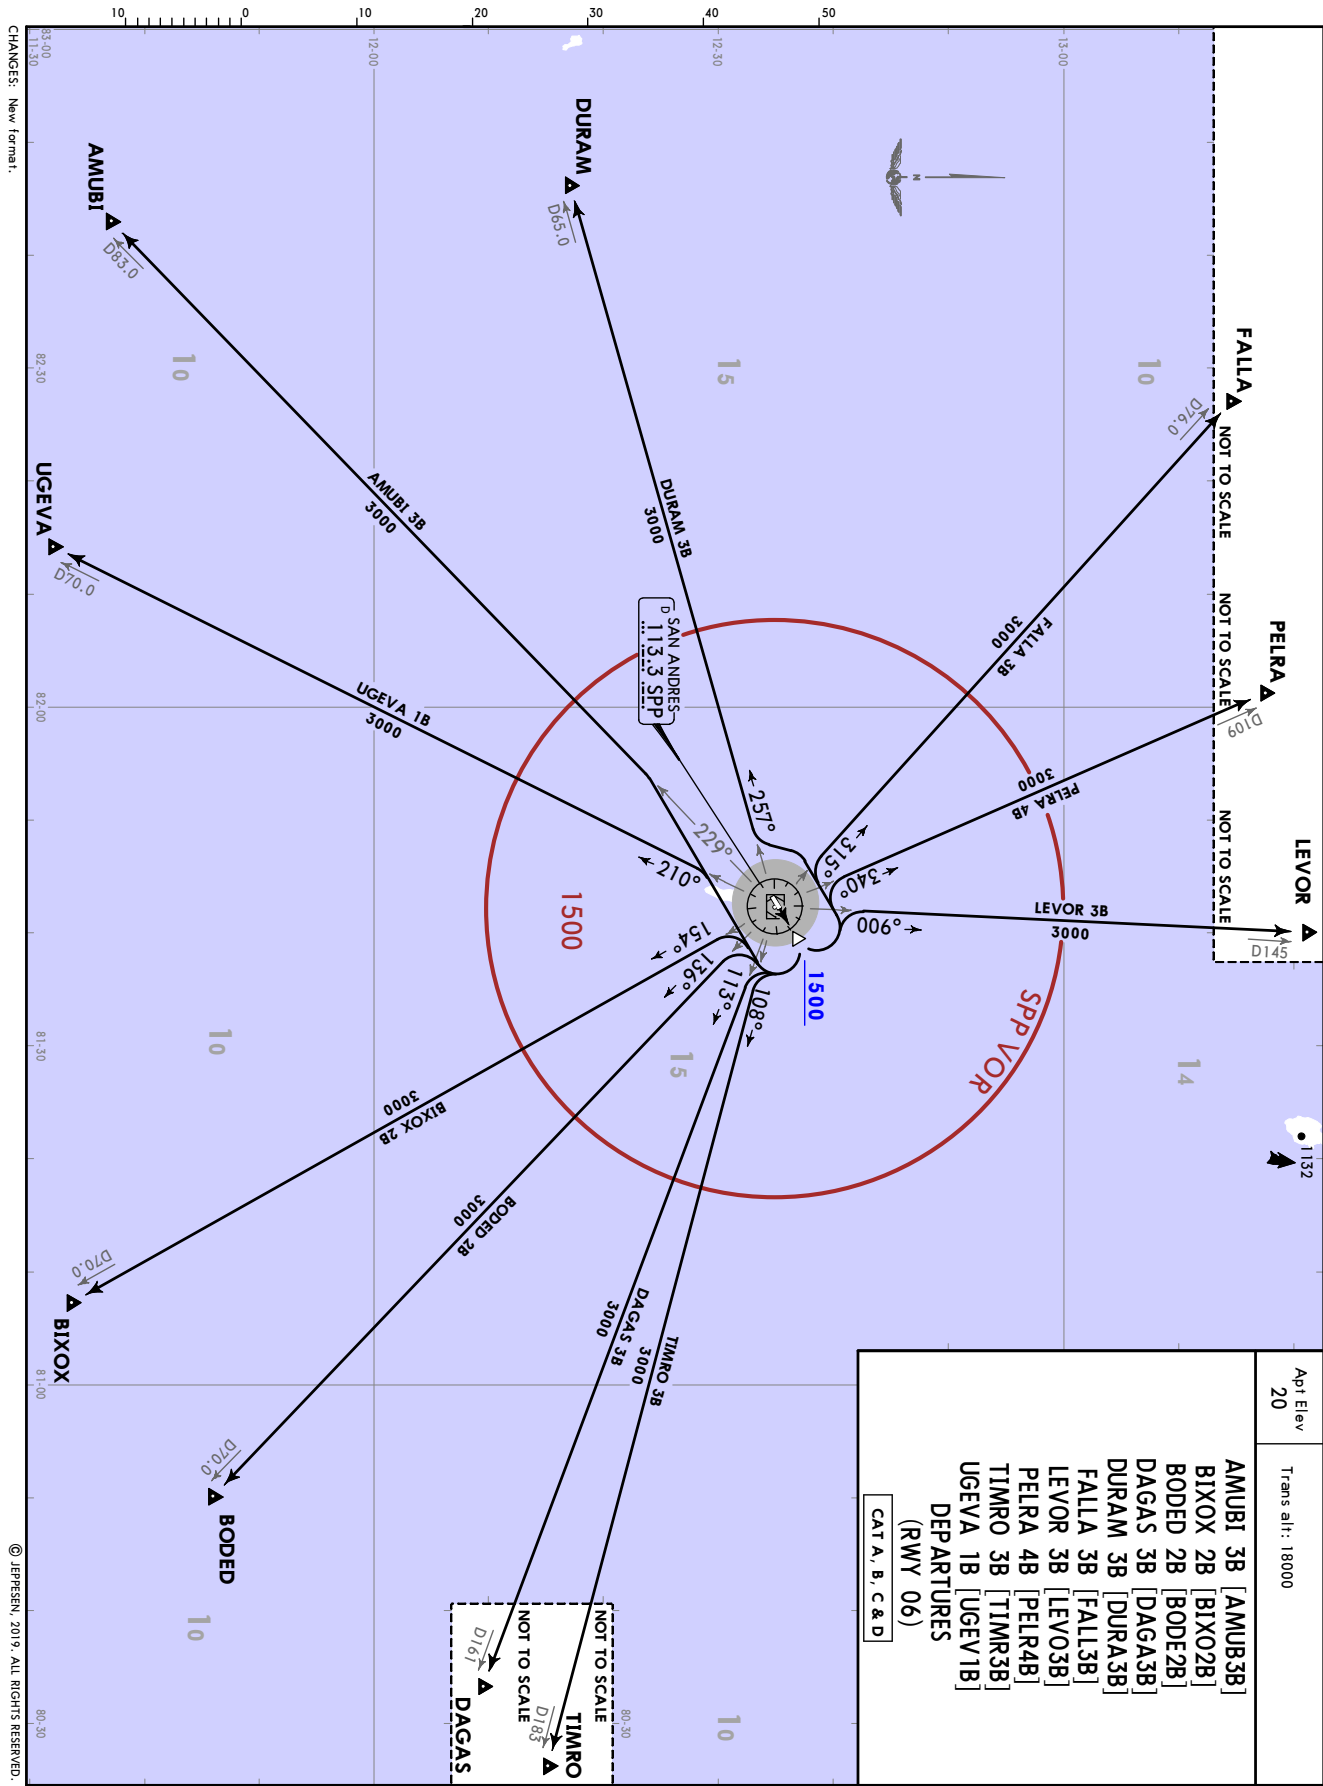 Apt Elev
20
Trans alt: 18000
AMUBI 3B [AMUB3B]
BIXOX 2B [BIXO2B]
BODED 2B [BODE2B]
DAGAS 3B [DAGA3B]
DURAM 3B [DURA3B]
FALLA 3B [FALL3B]
LEVOR 3B [LEVO3B]
PELRA 4B [PELR4B]
TIMRO 3B [TIMR3B]
UGEVA 1B [UGEV1B]
DEPARTURES
(RWY 06)
CAT A, B, C & D
FALLA
D76.0
NOT TO SCALE
PELRA
D109
NOT TO SCALE
LEVOR
D145
NOT TO SCALE
1132
13-00
10
14
N
FALLA 3B
3000
PELRA 4B
3000
LEVOR 3B
3000
SPP VOR
50
40
30
20
10
0
10
12-30
15
315°
340°
006°
1500
257°
229°
210°
154°
136°
113°
108°
DURAM
D65.0
DURAM 3B
3000
D SAN ANDRES
113.3 SPP
15
1500
TIMRO 3B
3000
DAGAS 3B
3000
10
80-30
NOT TO SCALE
TIMRO
D183
NOT TO SCALE
DAGAS
D161
12-00
AMUBI 3B
3000
UGEVA 1B
3000
BIXOX 2B
3000
BODED 2B
3000
AMUBI
D83.0
10
10
10
BODED
D70.0
UGEVA
D70.0
BIXOX
D70.0
83-00
11-30
82-30
82-00
81-30
81-00
80-30
CHANGES: New format.
© JEPPESEN, 2019. ALL RIGHTS RESERVED.